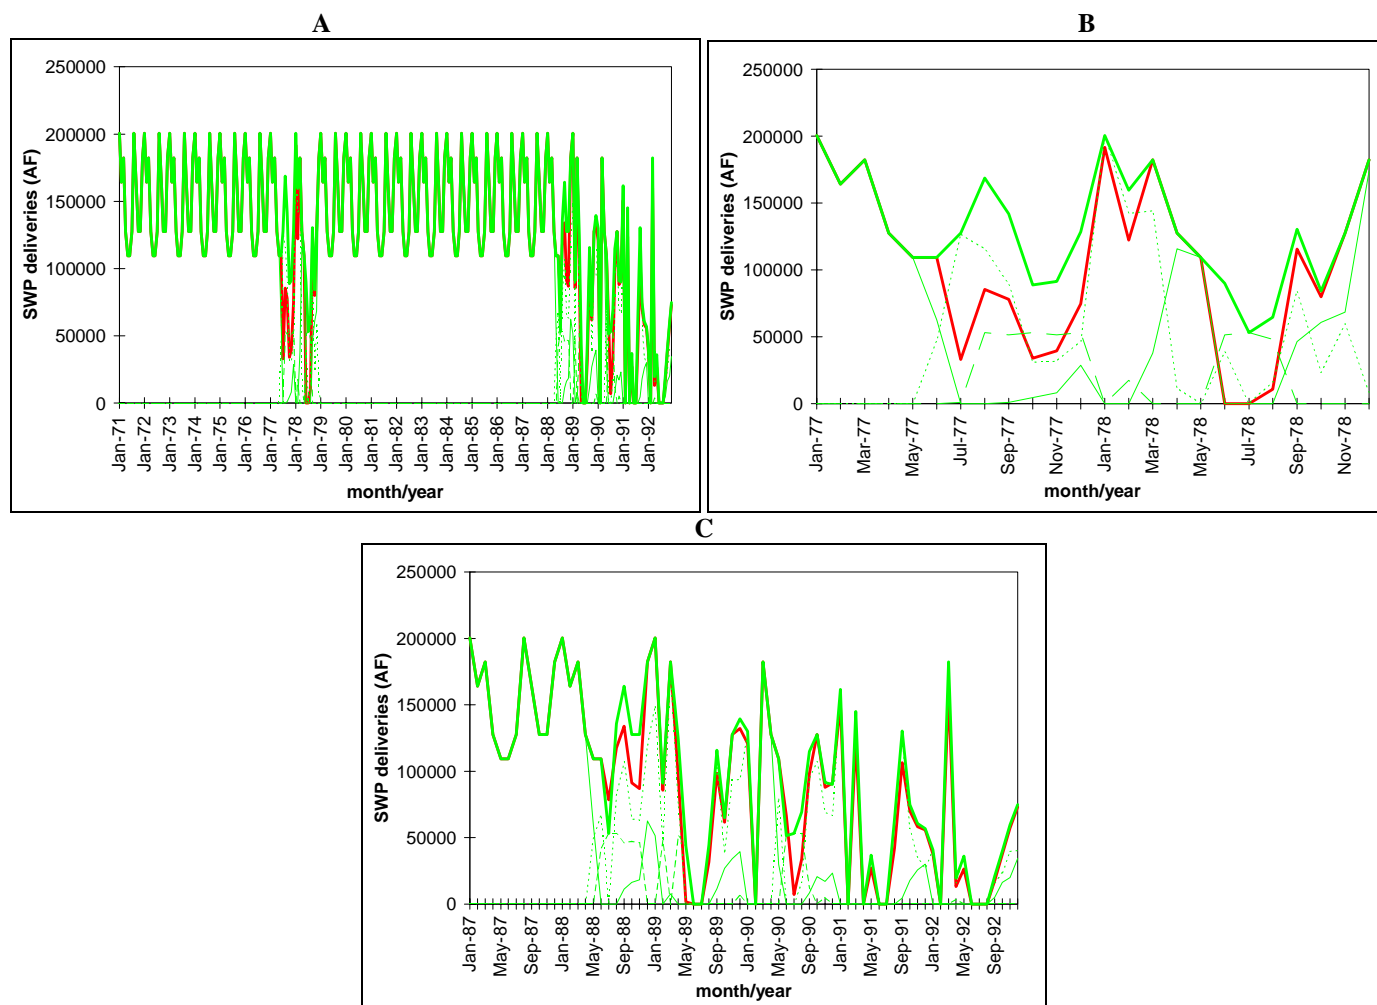 A
SWP deliveries (AF)
250000
200000
150000
100000
50000
0
Jan-71
Jan-72
Jan-73
Jan-74
Jan-75
Jan-76
Jan-77
Jan-78
Jan-79
Jan-80
Jan-81
Jan-82
Jan-83
Jan-84
Jan-85
Jan-86
Jan-87
Jan-88
Jan-89
Jan-90
Jan-91
Jan-92
month/year
B
SWP deliveries (AF)
250000
200000
150000
100000
50000
0
Jan-77
Mar-77
May-77
Jul-77
Sep-77
Nov-77
Jan-78
Mar-78
May-78
Jul-78
Sep-78
Nov-78
month/year
C
SWP deliveries (AF)
250000
200000
150000
100000
50000
0
Jan-87
May-87
Sep-87
Jan-88
May-88
Sep-88
Jan-89
May-89
Sep-89
Jan-90
May-90
Sep-90
Jan-91
May-91
Sep-91
Jan-92
May-92
Sep-92
month/year